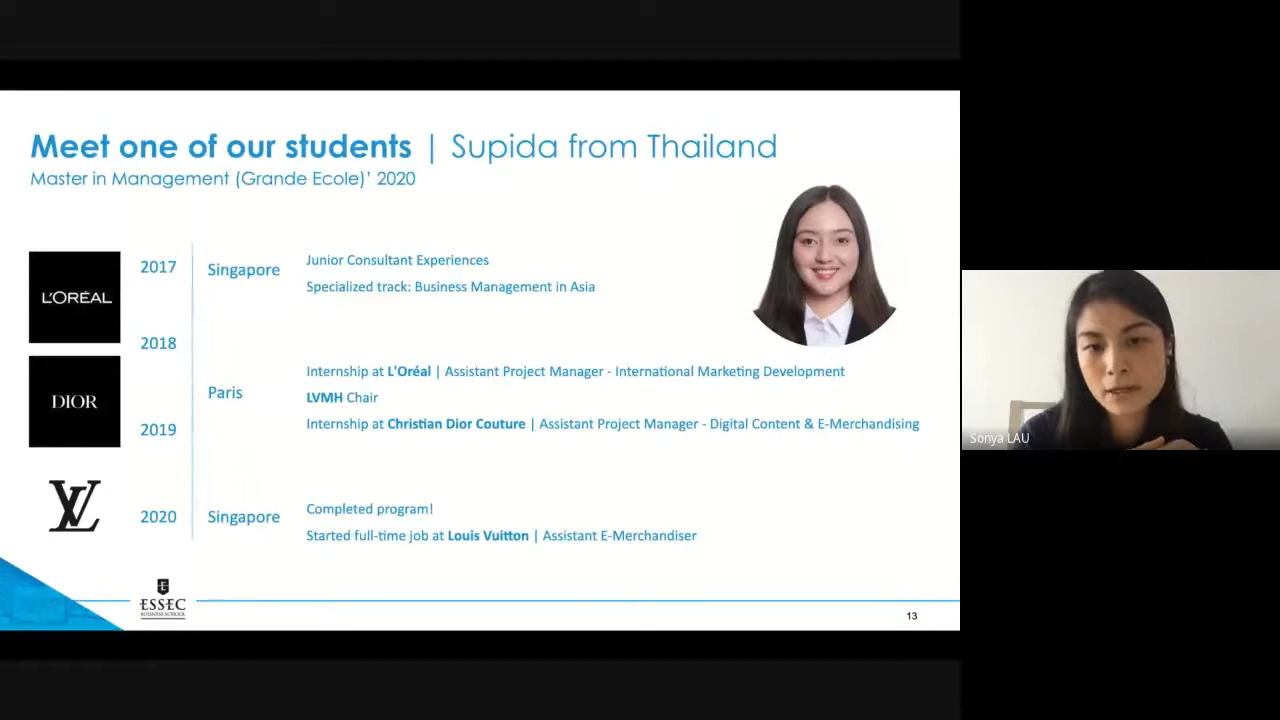 Meet one of our students | Supida from Thailand
Master in Management (Grande Ecole)’ 2020
L'ORÉAL
DIOR
LV
2017
Singapore
Junior Consultant Experiences
Specialized track: Business Management in Asia
2018
Paris
Internship at L'Oréal | Assistant Project Manager - International Marketing Development
LVMH Chair
Internship at Christian Dior Couture | Assistant Project Manager - Digital Content & E-Merchandising
2019
2020
Singapore
Completed program!
Started full-time job at Louis Vuitton | Assistant E-Merchandiser
ESSEC
BUSINESS SCHOOL
13
Sonya LAU